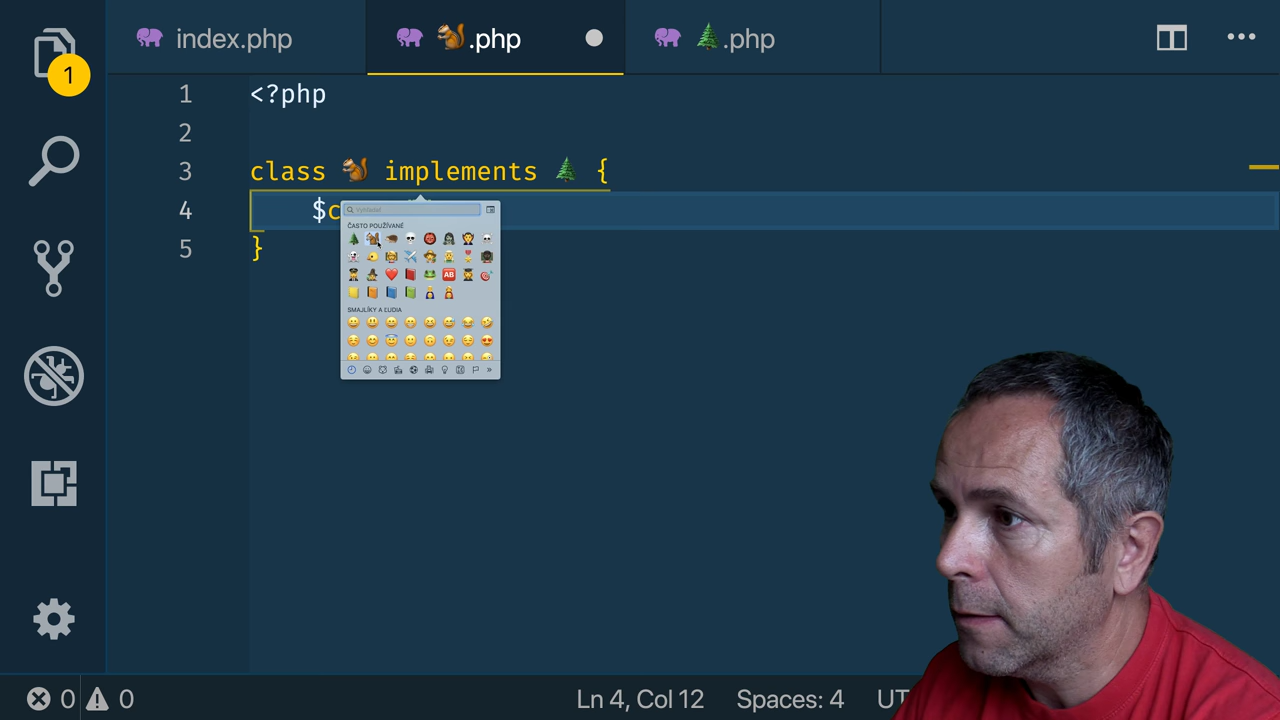 index.php
🐿️.php
🌲.php
1
1 <?php
2
3 class 🐿️ implements 🌲 {
4 $c
5 }
Vyhľadať
ČASTO POUŽÍVANÉ
🆎
SMAJLÍKY A ĽUDIA
0 0
Ln 4, Col 12 Spaces: 4 UT